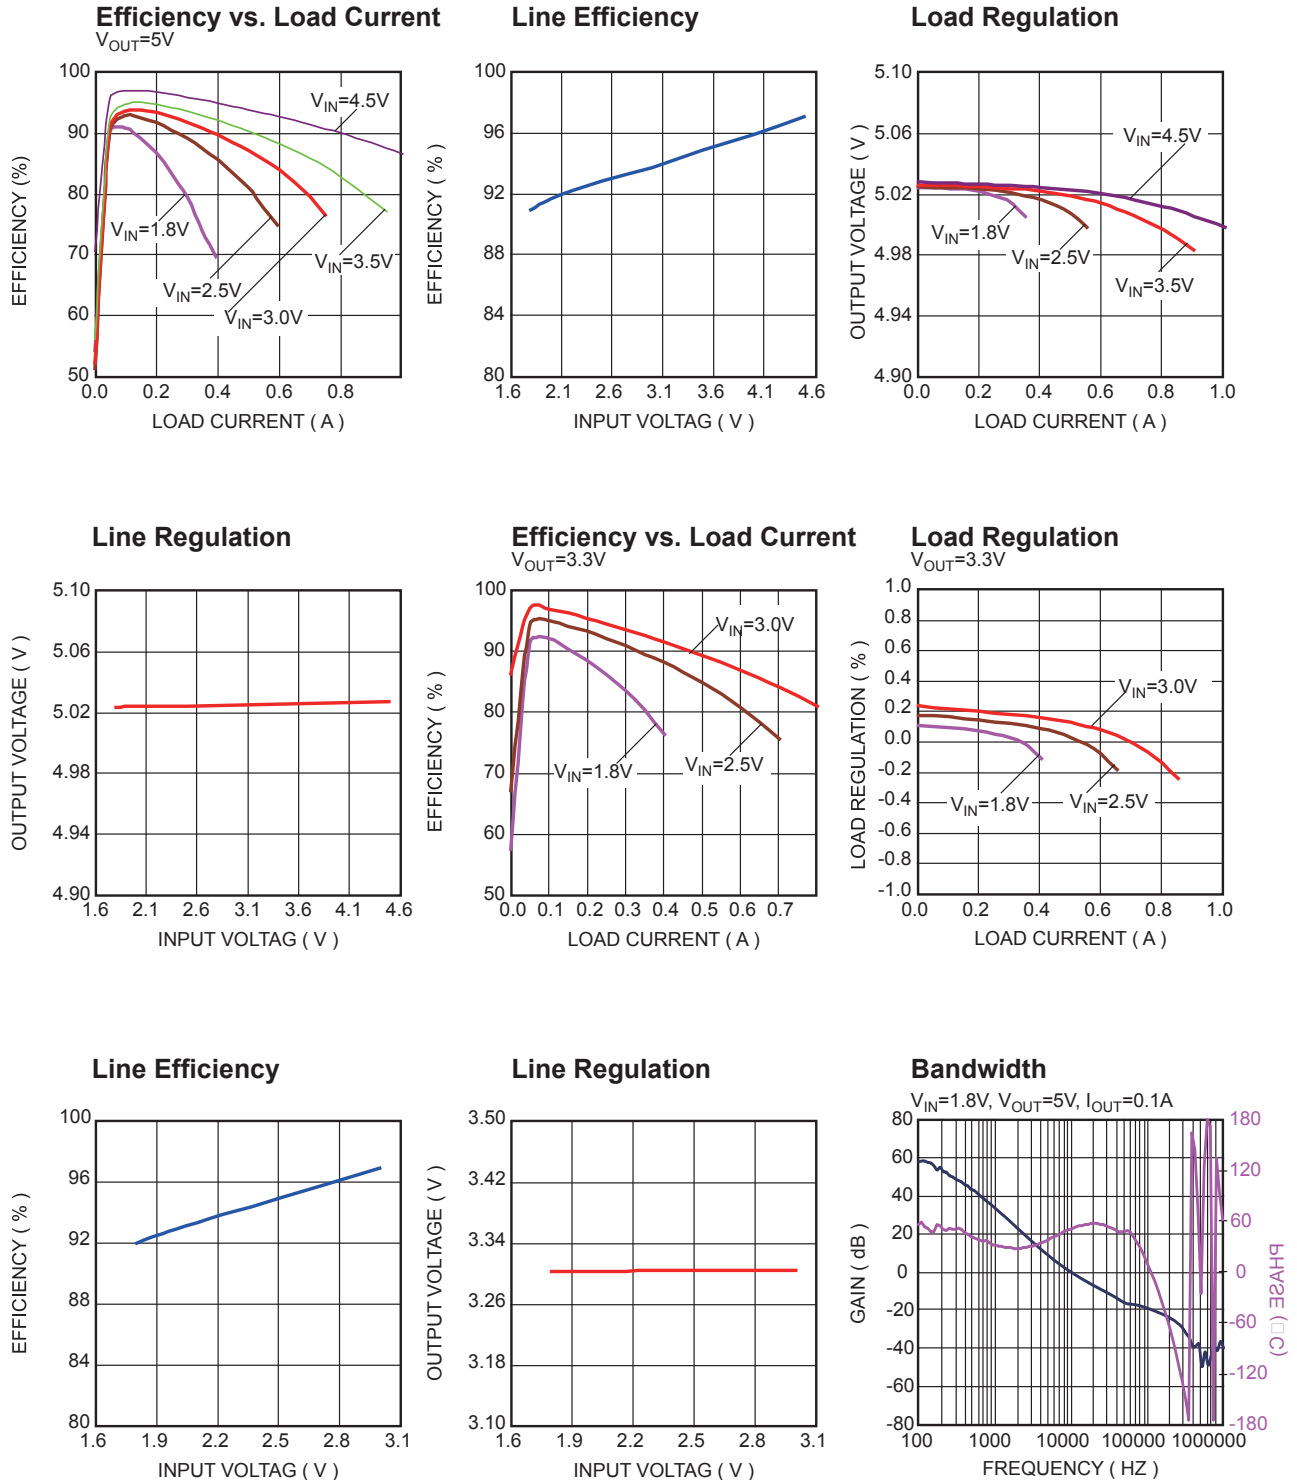 Efficiency vs. Load Current
VOUT=5V
100
90
80
70
60
50
EFFICIENCY (%)
VIN=4.5V
VIN=1.8V
VIN=3.5V
VIN=2.5V
VIN=3.0V
0.0 0.2 0.4 0.6 0.8
LOAD CURRENT ( A )
Line Efficiency
100
96
92
88
84
80
EFFICIENCY ( % )
1.6 2.1 2.6 3.1 3.6 4.1 4.6
INPUT VOLTAG ( V )
Load Regulation
5.10
5.06
5.02
4.98
4.94
4.90
OUTPUT VOLTAGE ( V )
VIN=4.5V
VIN=1.8V
VIN=2.5V
VIN=3.5V
0.0 0.2 0.4 0.6 0.8 1.0
LOAD CURRENT ( A )
Line Regulation
5.10
5.06
5.02
4.98
4.94
4.90
OUTPUT VOLTAGE ( V )
1.6 2.1 2.6 3.1 3.6 4.1 4.6
INPUT VOLTAG ( V )
Efficiency vs. Load Current
VOUT=3.3V
100
90
80
70
60
50
EFFICIENCY ( % )
VIN=3.0V
VIN=1.8V
VIN=2.5V
0.0 0.1 0.2 0.3 0.4 0.5 0.6 0.7
LOAD CURRENT ( A )
Load Regulation
VOUT=3.3V
1.0
0.8
0.6
0.4
0.2
0.0
-0.2
-0.4
-0.6
-0.8
-1.0
LOAD REGULATION ( % )
VIN=3.0V
VIN=1.8V
VIN=2.5V
0.0 0.2 0.4 0.6 0.8 1.0
LOAD CURRENT ( A )
Line Efficiency
100
96
92
88
84
80
EFFICIENCY ( % )
1.6 1.9 2.2 2.5 2.8 3.1
INPUT VOLTAG ( V )
Line Regulation
3.50
3.42
3.34
3.26
3.18
3.10
OUTPUT VOLTAGE ( V )
1.6 1.9 2.2 2.5 2.8 3.1
INPUT VOLTAG ( V )
Bandwidth
VIN=1.8V, VOUT=5V, IOUT=0.1A
80
60
40
20
0
-20
-40
-60
-80
GAIN ( dB )
180
120
60
0
-60
-120
-180
PHASE (□C)
100 1000 10000 100000 1000000
FREQUENCY ( HZ )